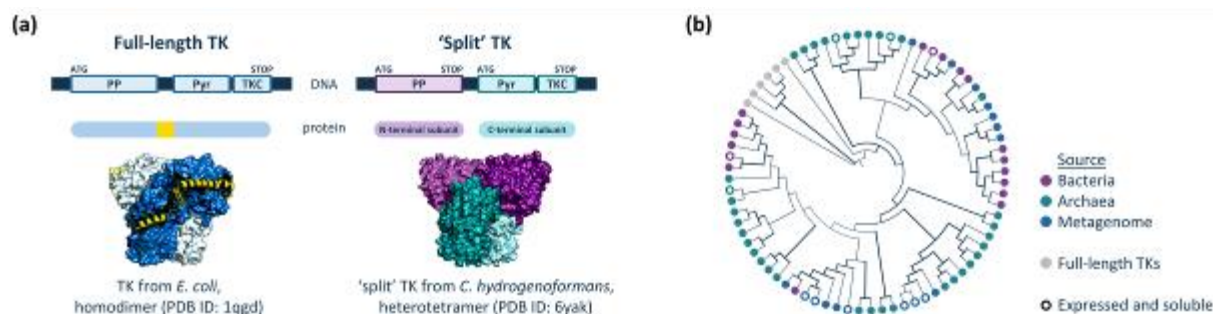 (a)
Full-length TK
'Split' TK
ATG STOP
ATG STOP ATG STOP
PP Pyr TKC
DNA
PP Pyr TKC
protein
N-terminal subunit C-terminal subunit
TK from E. coli,
homodimer (PDB ID: 1qgd)
'split' TK from C. hydrogenoformans,
heterotetramer (PDB ID: 6yak)
(b)
Source
Bacteria
Archaea
Metagenome
Full-length TKs
Expressed and soluble